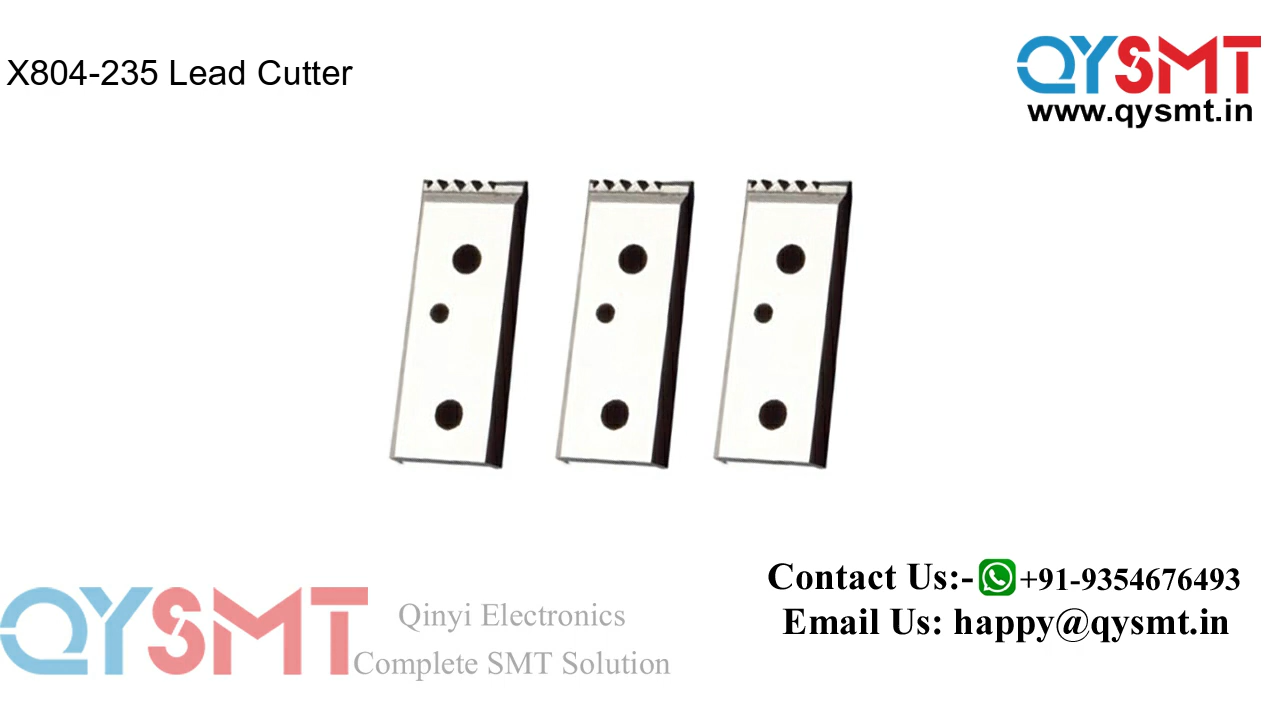 X804-235 Lead Cutter
QYSMT
www.qysmt.in
Contact Us:- +91-9354676493
Email Us: happy@qysmt.in
QYSMT
Qinyi Electronics
Complete SMT Solution